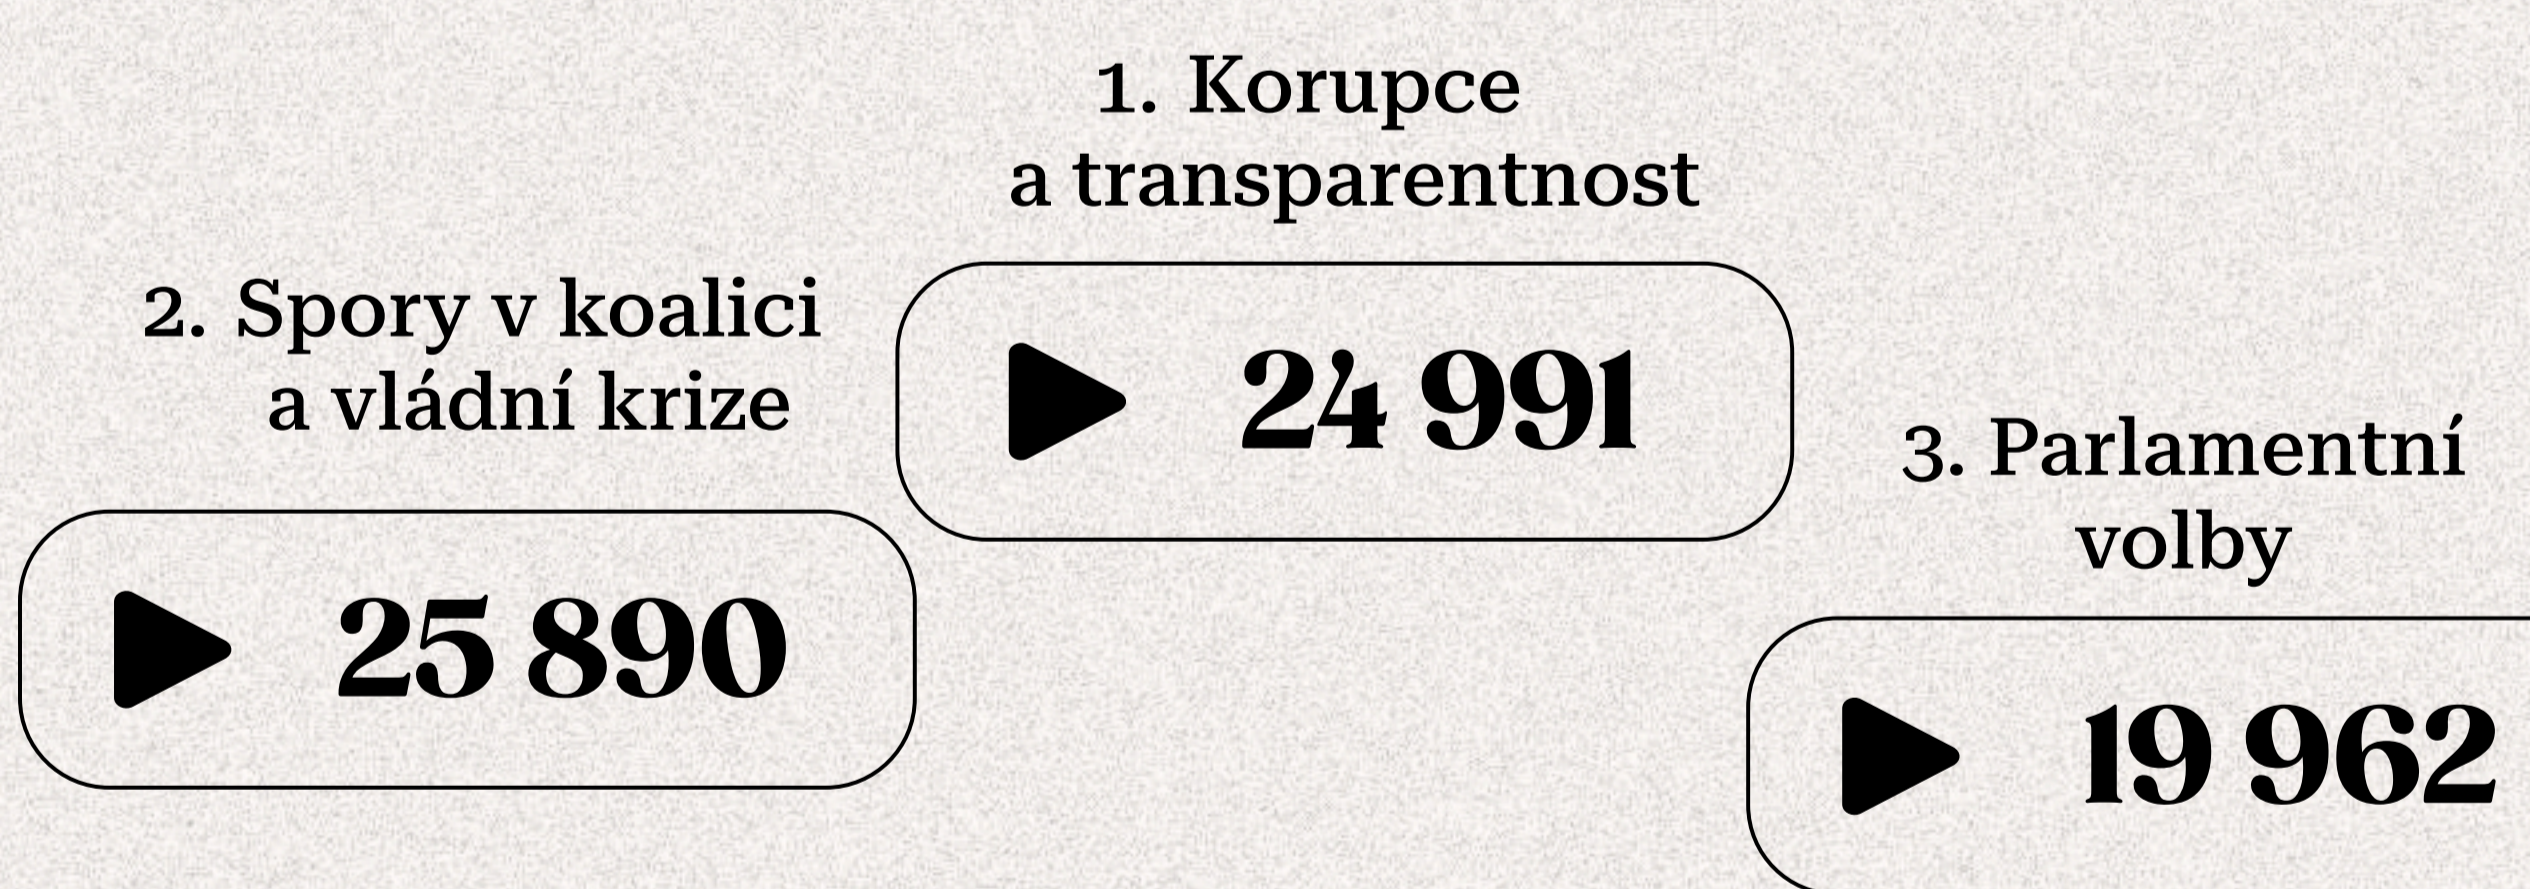 1. Korupce
a transparentnost
24 991
2. Spory v koalici
a vládní krize
25 890
3. Parlamentní
volby
19 962